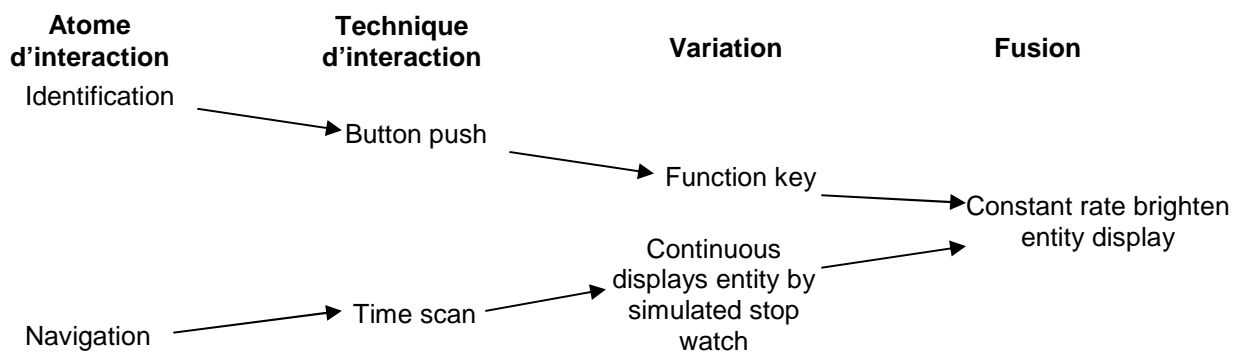 Atome
d’interaction
Technique
d’interaction
Variation
Fusion
Identification
Button push
Function key
Constant rate brighten
entity display
Continuous
displays entity by
simulated stop
watch
Time scan
Navigation